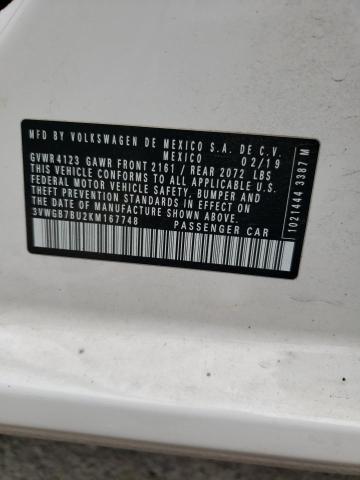 MFD BY VOLKSWAGEN DE MEXICO S.A. DE C.V.
MEXICO 02/19
GVWR 4123 GAWR FRONT 2161 / REAR 2072 LBS
THIS VEHICLE CONFORMS TO ALL APPLICABLE U.S.
FEDERAL MOTOR VEHICLE SAFETY, BUMPER AND
THEFT PREVENTION STANDARDS IN EFFECT ON
THE DATE OF MANUFACTURE SHOWN ABOVE
3VWGB7BU2KM167748 PASSENGER CAR
1021444 3387 M